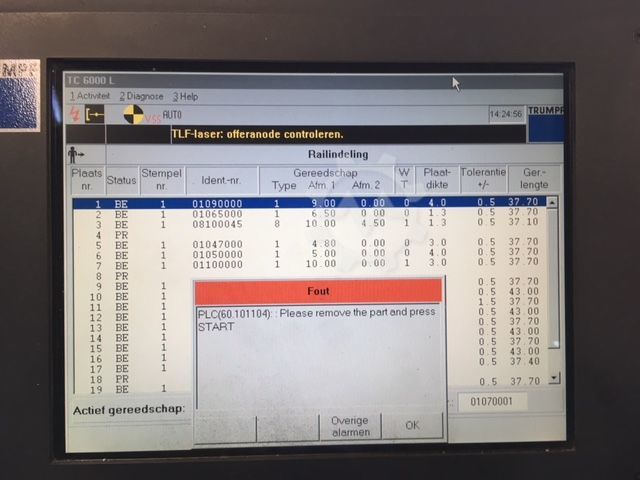 MPF
TC 6000 L
1 Activiteit 2 Diagnose 3 Help
VSS AUTO 14:24:56 TRUMPF
TLF-laser: offeranode controleren.
Railindeling
Plaats nr. Status Stempel nr. Ident.-nr. Gereedschap Type Afm. 1 Afm. 2 W T Plaat-dikte Tolerantie +/- Ger.-lengte
1 BE 1 01090000 1 9.00 0.00 0 4.0 0.5 37.70
2 BE 1 01065000 1 6.50 0.00 0 1.3 0.5 37.70
3 BE 1 08100045 8 10.00 4.50 1 1.3 0.5 37.10
4 PR
5 BE 1 01047000 1 4.80 0.00 0 3.0 0.5 37.70
6 BE 1 01050000 1 5.00 0.00 0 4.0 0.5 37.70
7 BE 1 01100000 1 10.00 0.00 1 3.0 0.5 37.70
8 PR
9 BE 1 0.5 37.70
10 BE 1 0.5 43.00
11 BE 1 1.5 37.70
12 BE 1 0.5 43.00
13 BE 1 0.5 37.70
14 BE 1 0.5 43.00
15 BE 1 0.5 37.70
16 BE 1 0.5 43.00
17 BE 1 0.5 37.40
18 PR
19 BE 1 0.5 37.70
Fout
PLC(60.101104): : Please remove the part and press
START
Actief gereedschap: 01070001
Overige alarmen OK